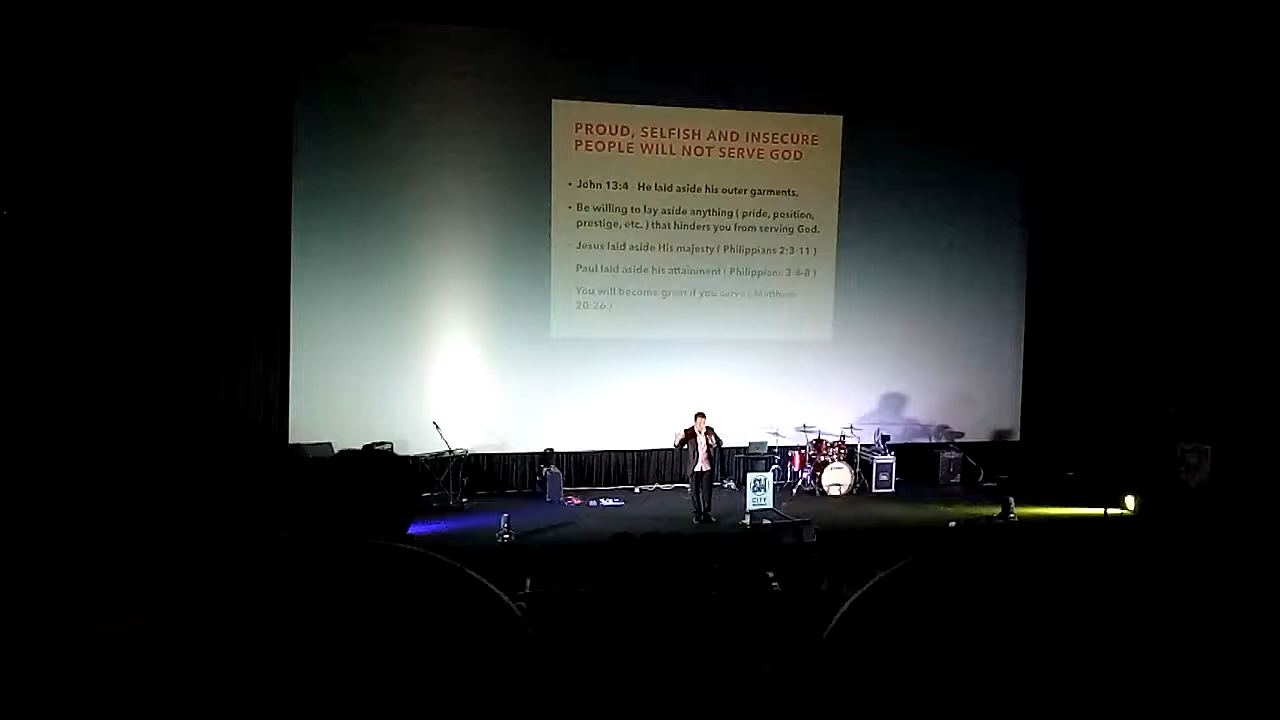 PROUD, SELFISH AND INSECURE
PEOPLE WILL NOT SERVE GOD
• John 13:4 - He laid aside his outer garments,
• Be willing to lay aside anything ( pride, position,
prestige, etc. ) that hinders you from serving God.
Jesus laid aside His majesty ( Philippians 2:3-11 )
Paul laid aside his attainment ( Philippians 3:4-8 )
You will become great if you serve ( Matthew
20:26 )
CITY